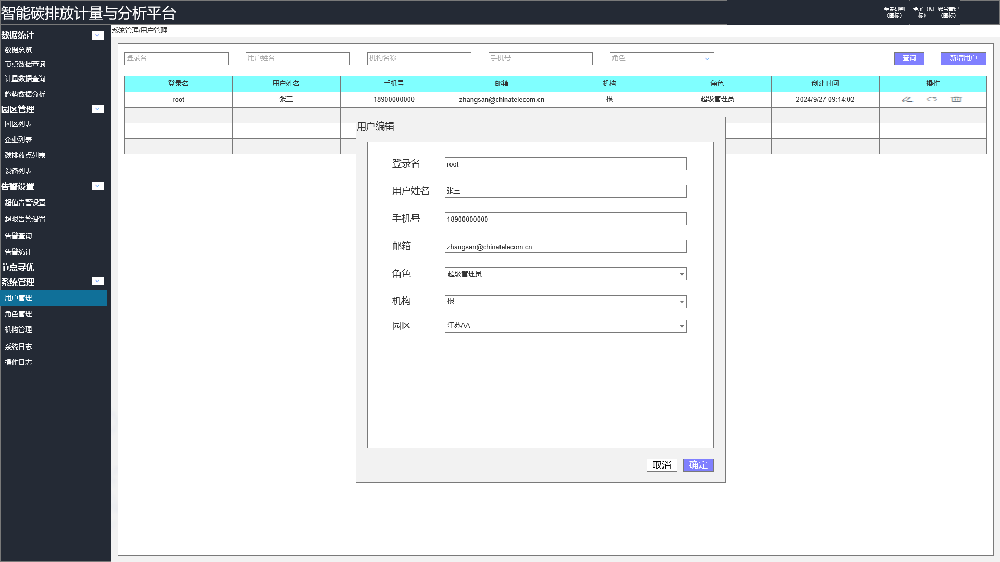 智能碳排放计量与分析平台
全景研判（图标）
全屏（图标）
账号管理（图标）
系统管理/用户管理
数据统计
数据总览
节点数据查询
计量数据查询
趋势数据分析
园区管理
园区列表
企业列表
碳排放点列表
设备列表
告警设置
超值告警设置
超限告警设置
告警查询
告警统计
节点寻优
系统管理
用户管理
角色管理
机构管理
系统日志
操作日志
登录名 用户姓名 机构名称 手机号 角色 查询 新增用户
登录名 用户姓名 手机号 邮箱 机构 角色 创建时间 操作
root 张三 18900000000 zhangsan@chinatelecom.cn 根 超级管理员 2024/9/27 09:14:02
用户编辑
登录名 root
用户姓名 张三
手机号 18900000000
邮箱 zhangsan@chinatelecom.cn
角色 超级管理员
机构 根
园区 江苏AA
取消 确定